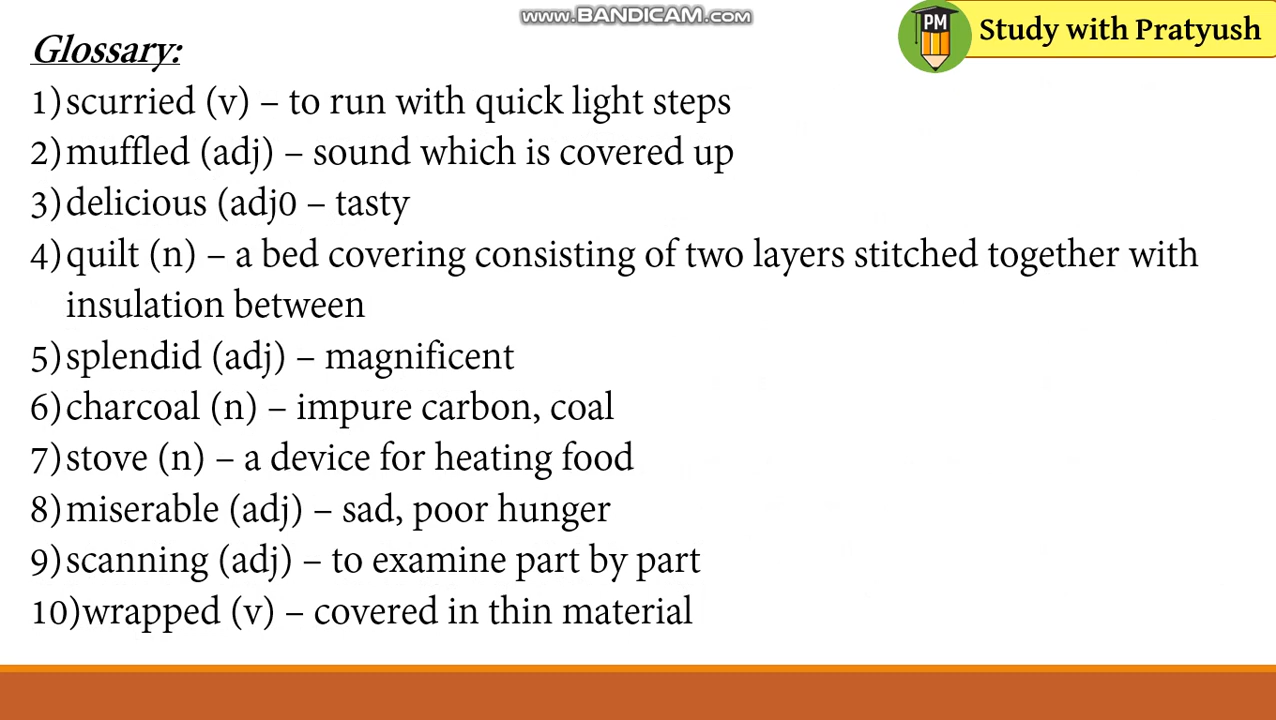 www.BANDICAM.com
PM
Study with Pratyush
Glossary:
1)scurried (v) – to run with quick light steps
2)muffled (adj) – sound which is covered up
3)delicious (adj0 – tasty
4)quilt (n) – a bed covering consisting of two layers stitched together with
insulation between
5)splendid (adj) – magnificent
6)charcoal (n) – impure carbon, coal
7)stove (n) – a device for heating food
8)miserable (adj) – sad, poor hunger
9)scanning (adj) – to examine part by part
10)wrapped (v) – covered in thin material